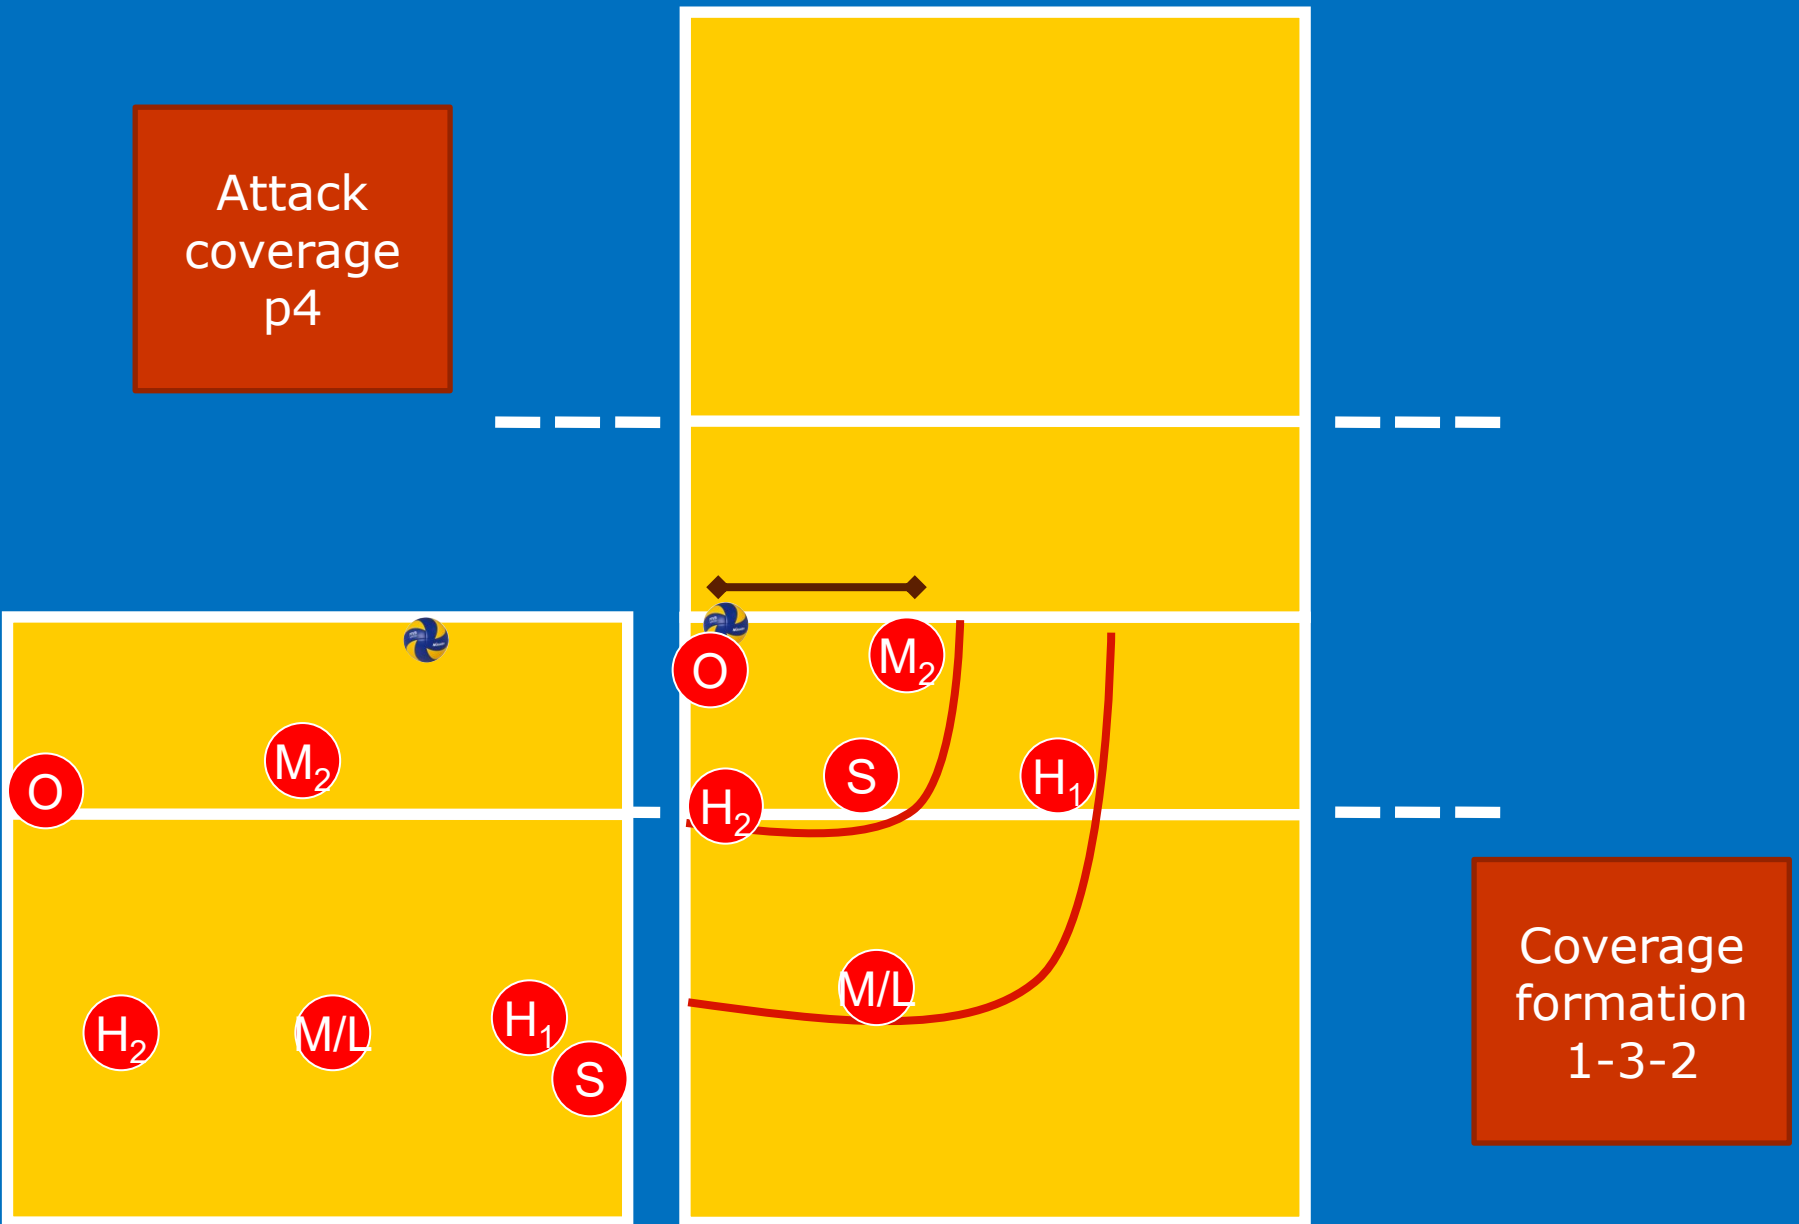 Attack
coverage
p4
O
M₂
H₂
M/L
H₁
S
O
M₂
S
H₁
H₂
M/L
Coverage
formation
1-3-2